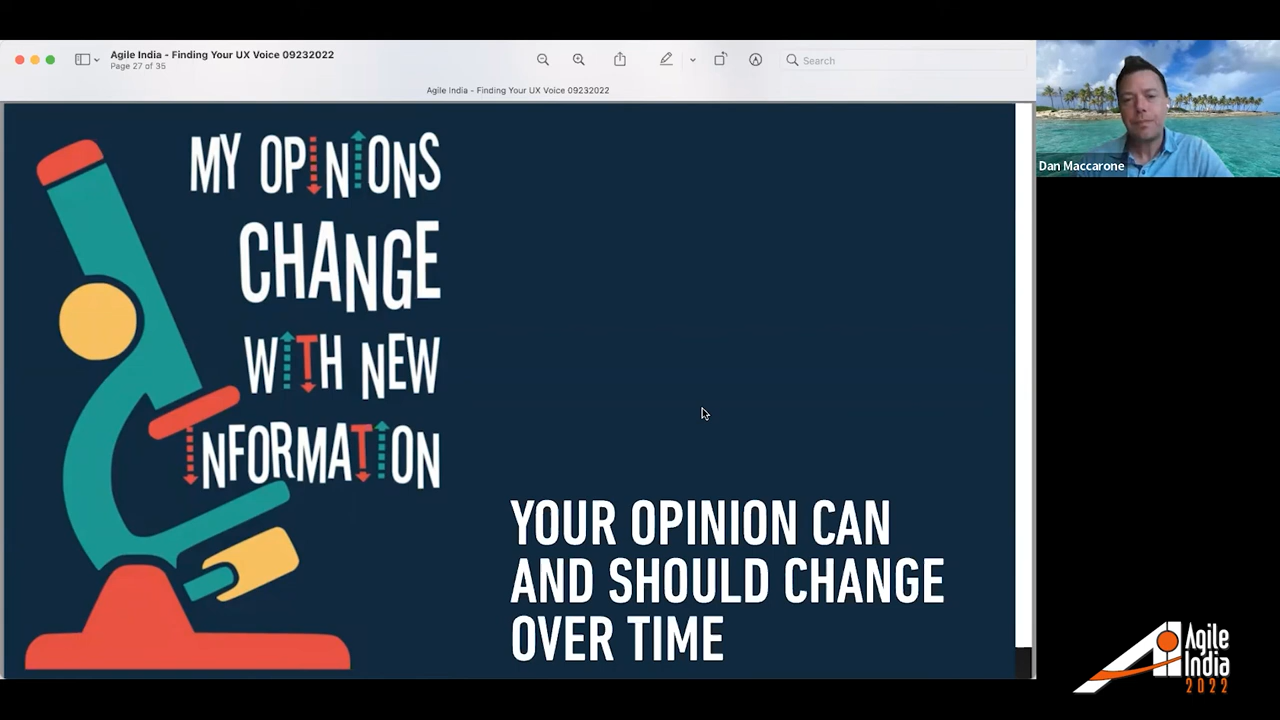 Agile India - Finding Your UX Voice 09232022
Page 27 of 35
Search
Agile India - Finding Your UX Voice 09232022
Dan Maccarone
MY OPINIONS
CHANGE
WITH NEW
INFORMATION
YOUR OPINION CAN
AND SHOULD CHANGE
OVER TIME
Agile
India
2022